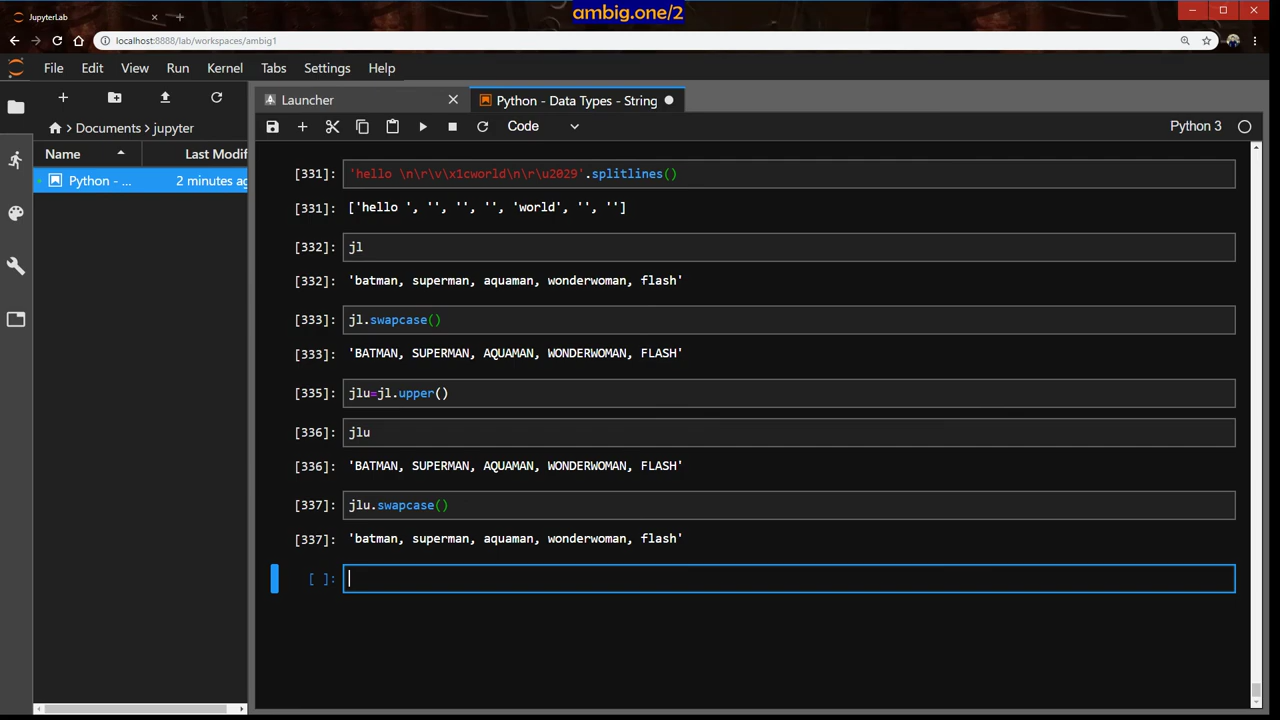 ambig.one/2
JupyterLab
localhost:8888/lab/workspaces/ambig1
File Edit View Run Kernel Tabs Settings Help
Launcher
Python - Data Types - String
Documents > jupyter
Code
Python 3
Name
Last Modif
Python - ...
2 minutes ag
[331]: 'hello \n\r\v\x1cworld\n\r\u2029'.splitlines()
[331]: ['hello ', '', '', '', 'world', '', '']
[332]: jl
[332]: 'batman, superman, aquaman, wonderwoman, flash'
[333]: jl.swapcase()
[333]: 'BATMAN, SUPERMAN, AQUAMAN, WONDERWOMAN, FLASH'
[335]: jlu=jl.upper()
[336]: jlu
[336]: 'BATMAN, SUPERMAN, AQUAMAN, WONDERWOMAN, FLASH'
[337]: jlu.swapcase()
[337]: 'batman, superman, aquaman, wonderwoman, flash'
[ ]: